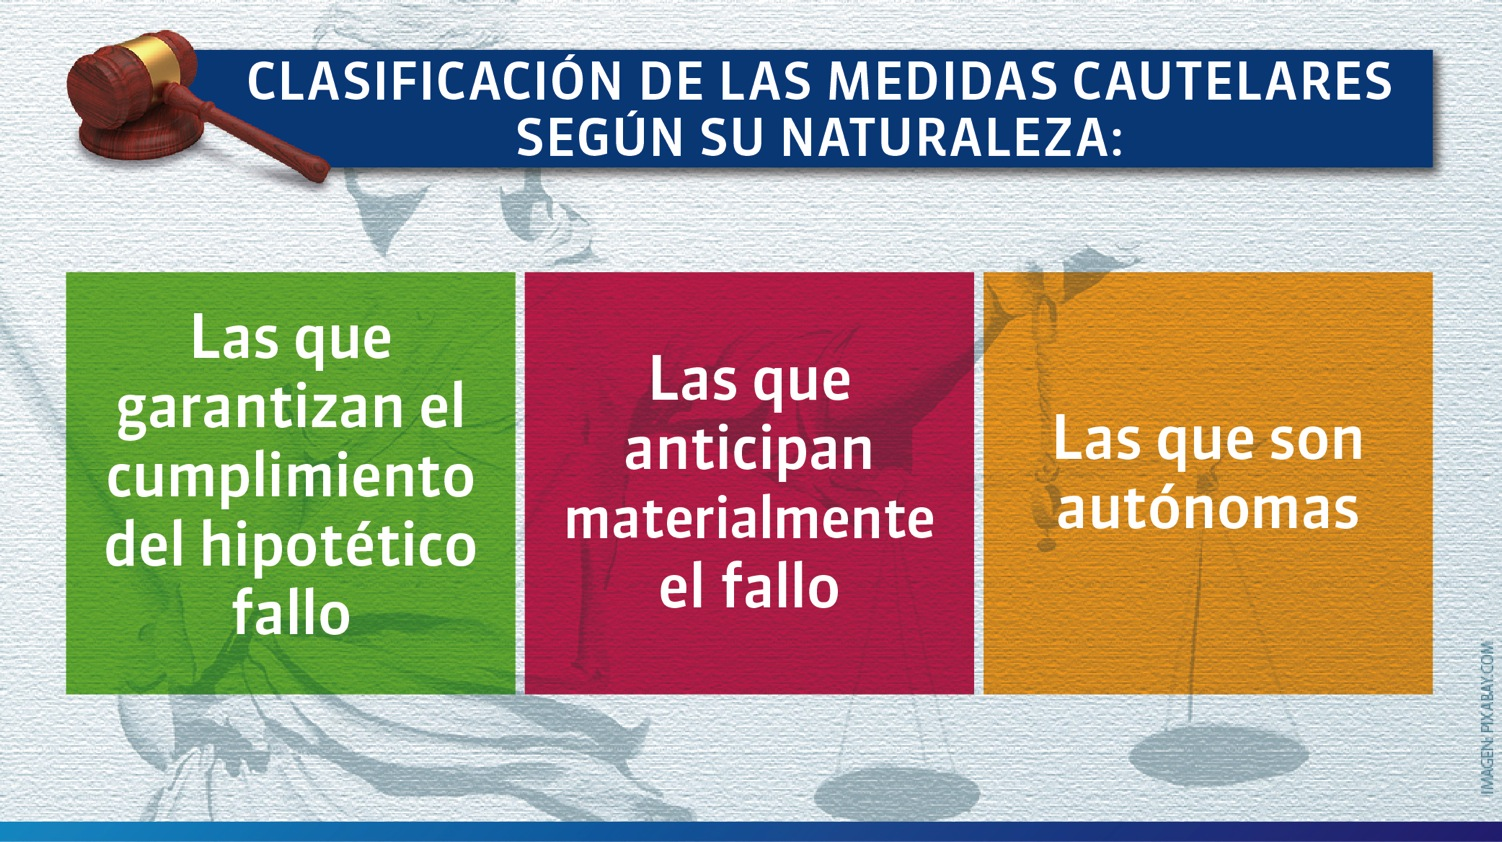 CLASIFICACIÓN DE LAS MEDIDAS CAUTELARES
SEGÚN SU NATURALEZA:
Las que
garantizan el
cumplimiento
del hipotético
fallo
Las que
anticipan
materialmente
el fallo
Las que son
autónomas
IMAGEN: PIXABAY.COM